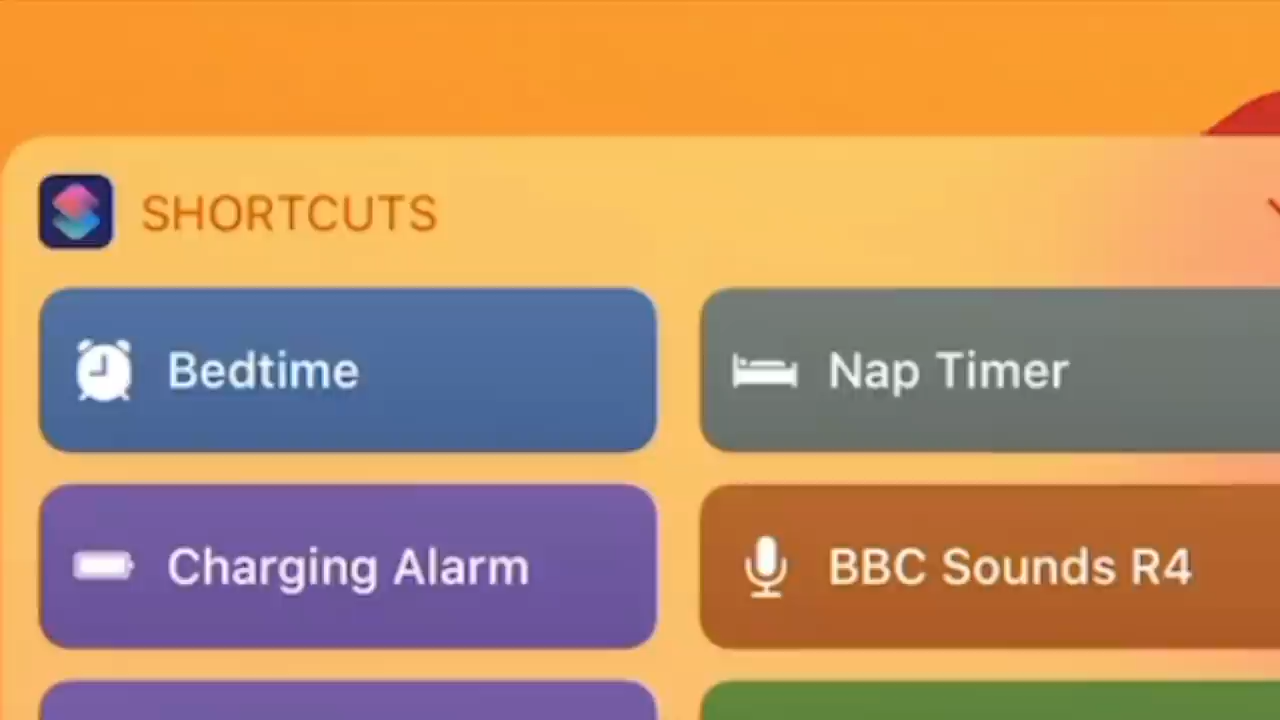 SHORTCUTS
Bedtime
Nap Timer
Charging Alarm
BBC Sounds R4